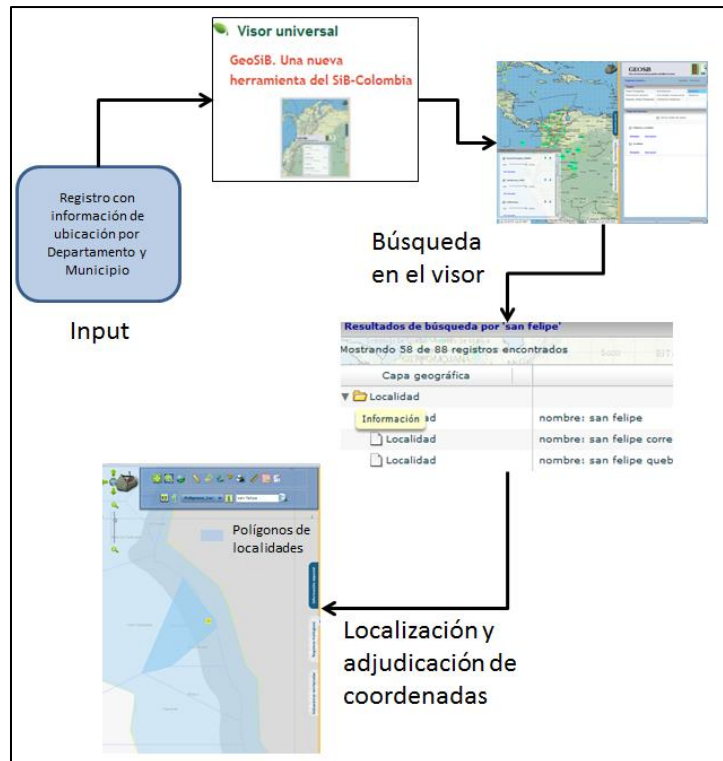 Visor universal
GeoSiB. Una nueva
herramienta del SiB-Colombia
GEOSiB
Registro con
información de
ubicación por
Departamento y
Municipio
Input
Búsqueda
en el visor
Resultados de búsqueda por 'san felipe'
Mostrando 58 de 88 registros encontrados
Capa geográfica
Localidad
Información
nombre: san felipe
Localidad
nombre: san felipe corre
Localidad
nombre: san felipe queb
san felipe
Polígonos de
localidades
Localización y
adjudicación de
coordenadas